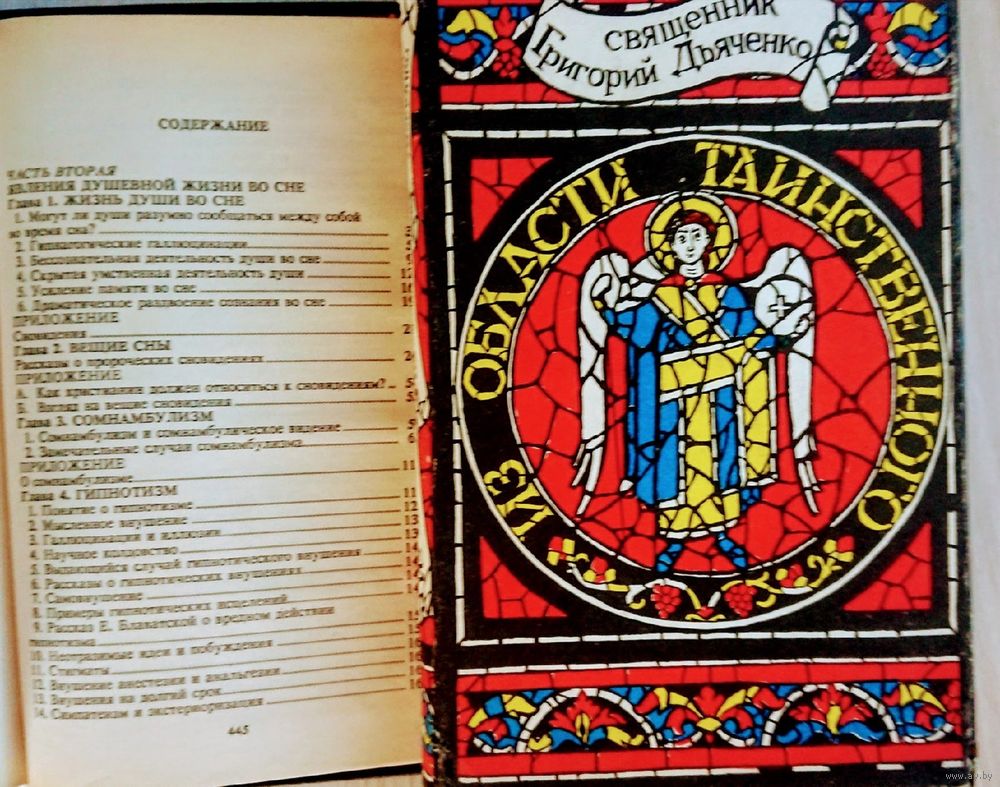 СОДЕРЖАНИЕ
ЧАСТЬ ВТОРАЯ
ЯВЛЕНИЯ ДУШЕВНОЙ ЖИЗНИ ВО СНЕ
Глава 1. ЖИЗНЬ ДУШИ ВО СНЕ
1. Могут ли души разумно сообщаться между собой
во время сна?
2. Гипнагогические галлюцинации
3. Бессознательная деятельность души во сне
4. Скрытая умственная деятельность души
5. Усиление памяти во сне
6. Драматическое раздвоение сознания во сне
ПРИЛОЖЕНИЕ
Сновидения
Глава 2. ВЕЩИЕ СНЫ
Рассказы о пророческих сновидениях
ПРИЛОЖЕНИЕ
А. Как христианин должен относиться к сновидениям?
Б. Взгляд на вещие сновидения
Глава 3. СОМНАМБУЛИЗМ
1. Сомнамбулизм и сомнамбулическое видение
2. Замечательные случаи сомнамбулизма
ПРИЛОЖЕНИЕ
О сомнамбулизме
Глава 4. ГИПНОТИЗМ
1. Понятие о гипнотизме
2. Мысленное внушение
3. Галлюцинации и иллюзии
4. Научное колдовство
5. Выдающийся случай гипнотического внушения
6. Рассказы о гипнотических внушениях
7. Самовнушение
8. Примеры гипнотических исцелений
9. Рассказ Е. Блаватской о вредном действии
10. Неотразимые идеи и побуждения
11. Стигматы
12. Внушение анестезии и анальгезии
13. Внушения на долгий срок
14. Симпатизм и экстериоризация
445
священник
Григорий Дьяченко
ИЗ ОБЛАСТИ ТАИНСТВЕННОГО
www.ay.by